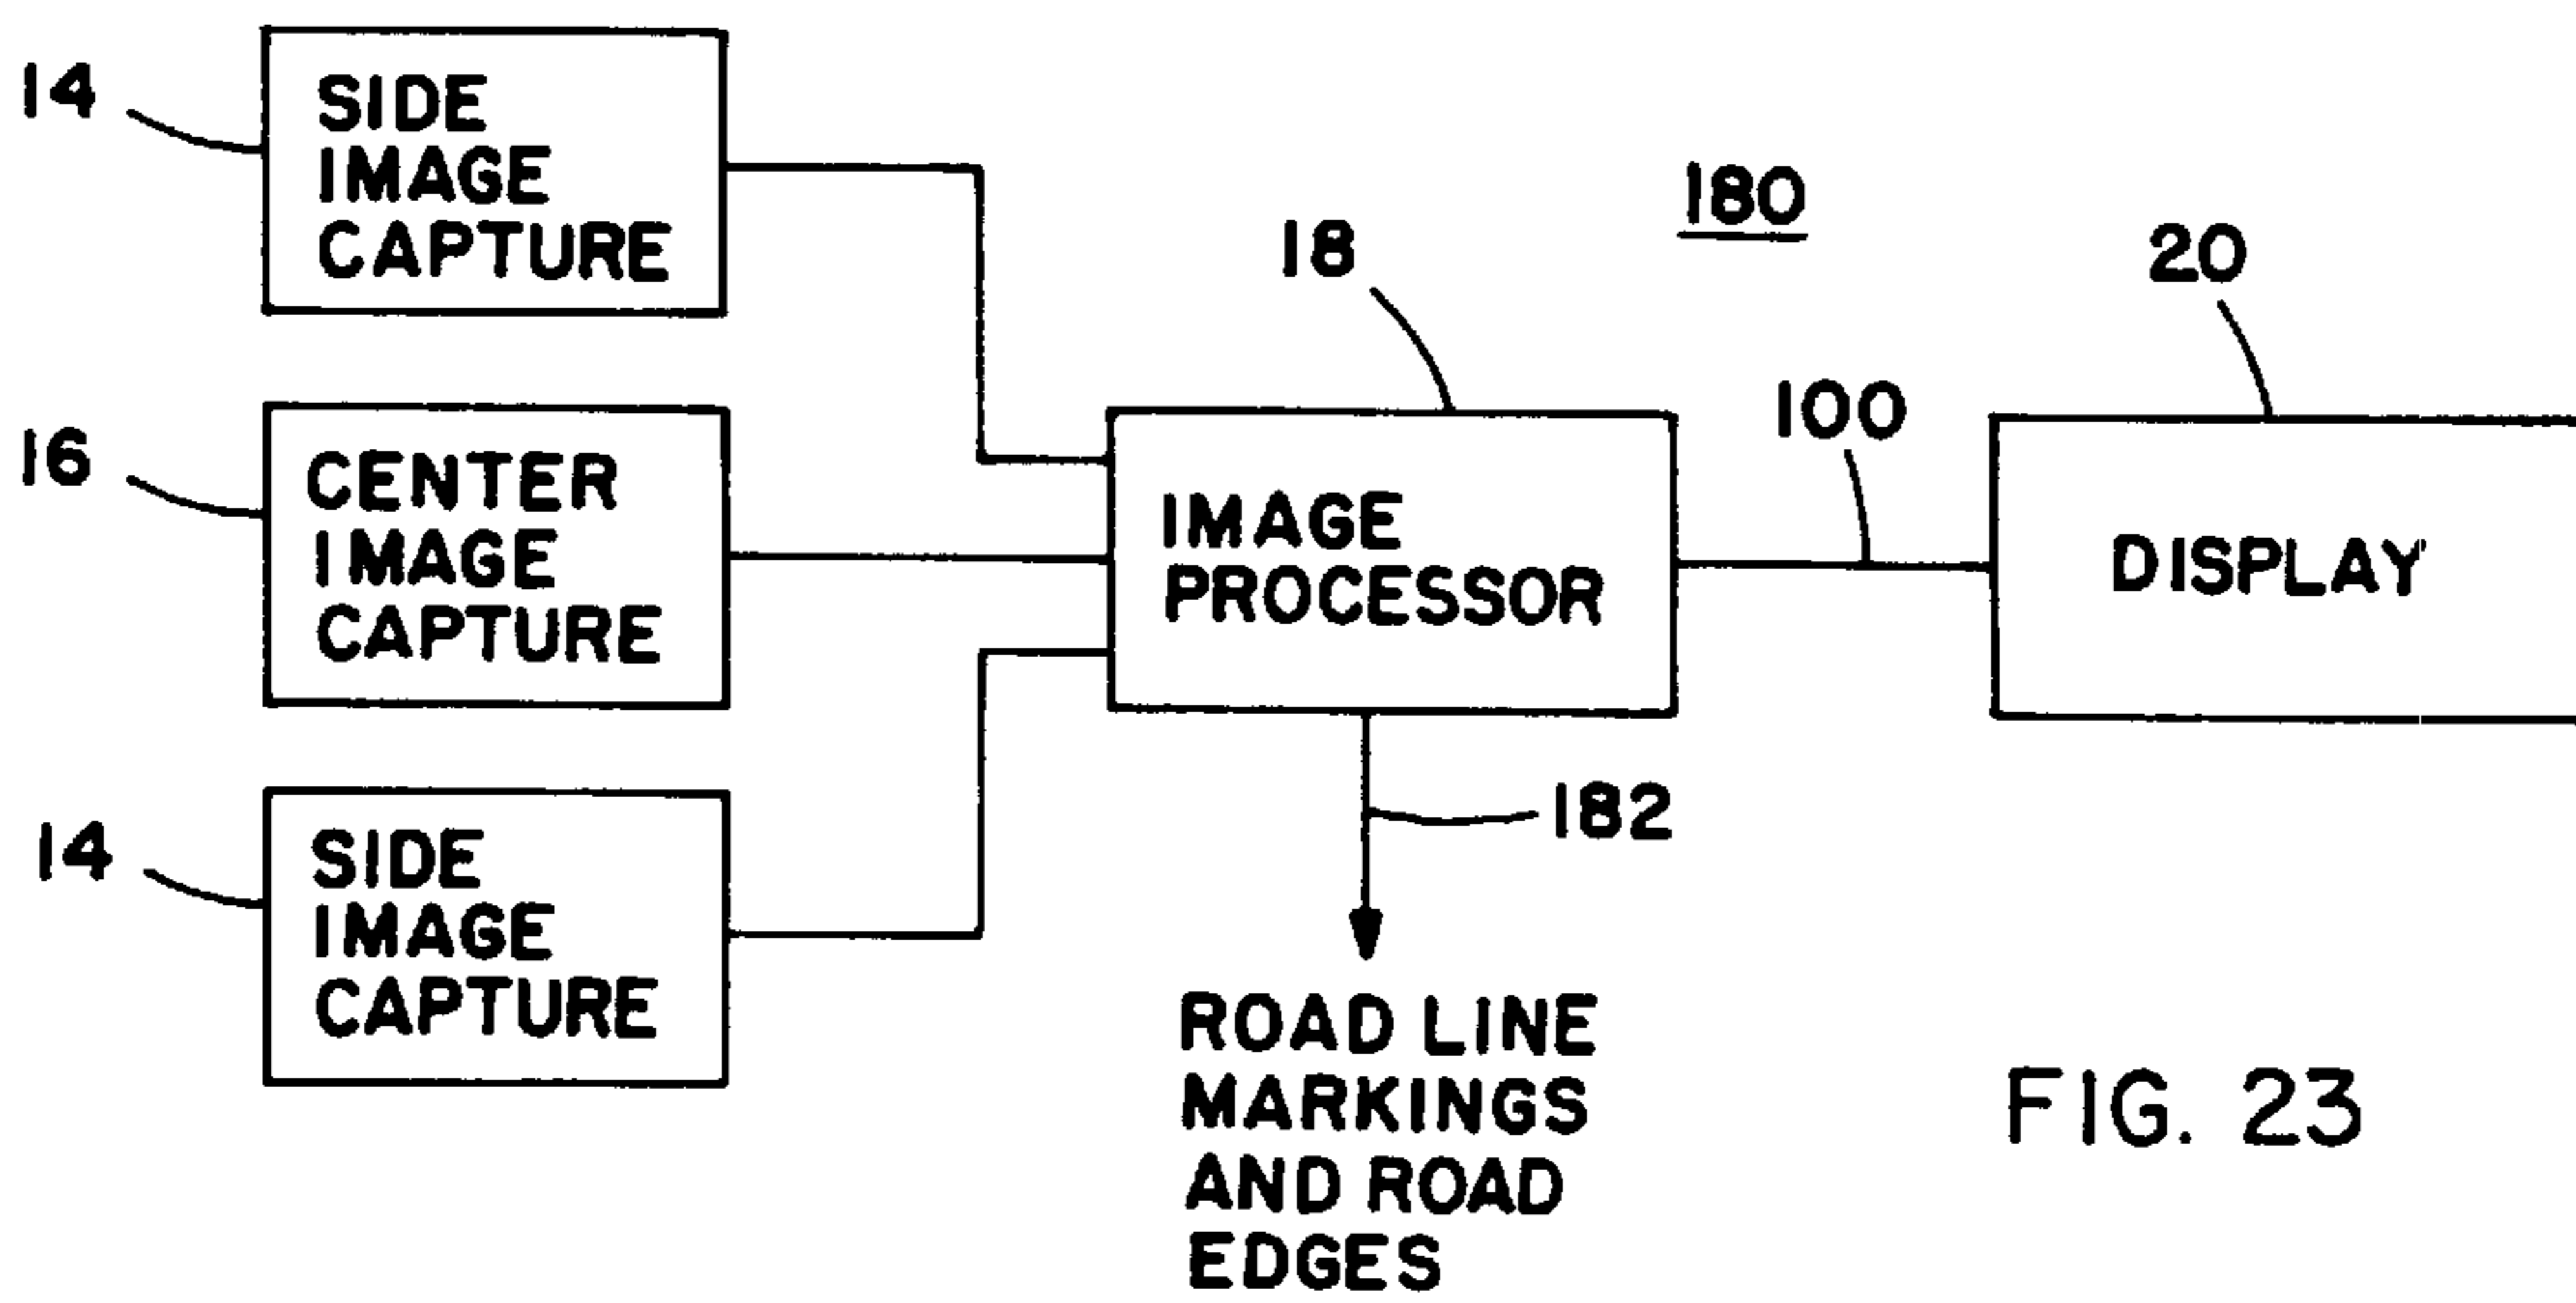 14
SIDE
IMAGE
CAPTURE
180
18
20
100
16
CENTER
IMAGE
CAPTURE
IMAGE
PROCESSOR
DISPLAY
182
14
SIDE
IMAGE
CAPTURE
ROAD LINE
MARKINGS
AND ROAD
EDGES
FIG. 23